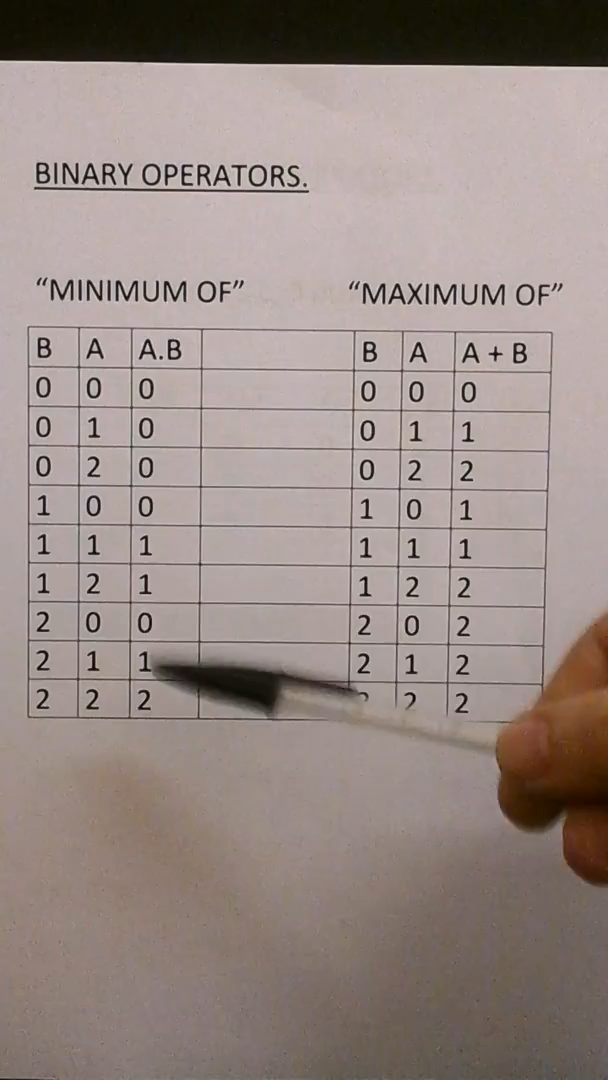 BINARY OPERATORS.
“MINIMUM OF” “MAXIMUM OF”
B A A.B B A A + B
0 0 0 0 0 0
0 1 0 0 1 1
0 2 0 0 2 2
1 0 0 1 0 1
1 1 1 1 1 1
1 2 1 1 2 2
2 0 0 2 0 2
2 1 1 2 1 2
2 2 2 2 2